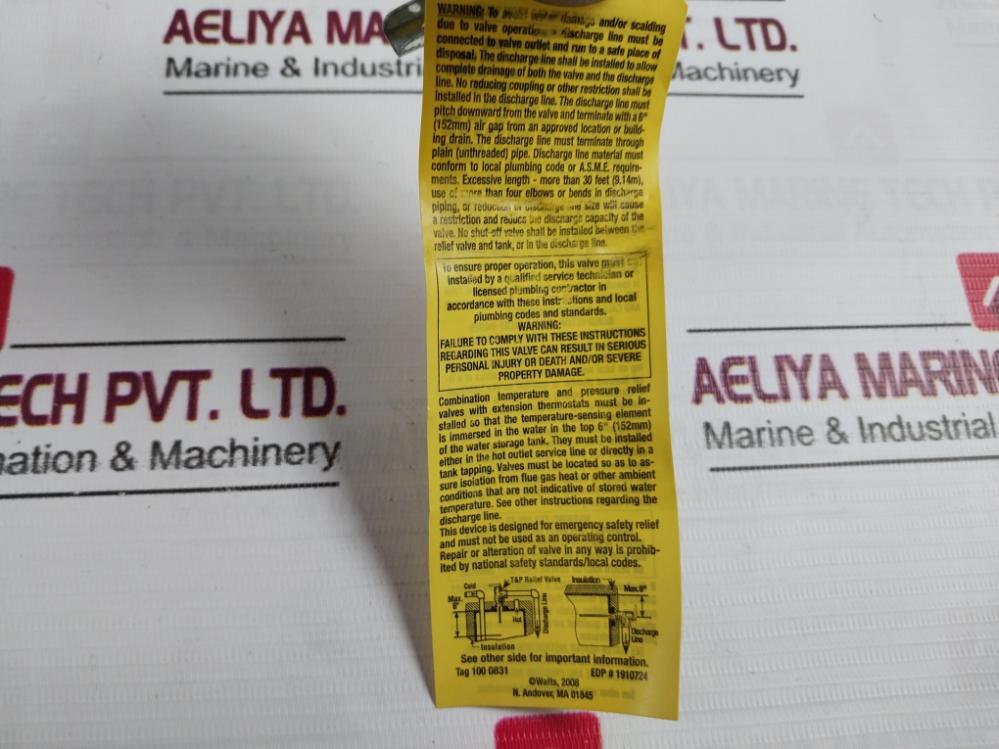 AELIYA MA
T. LTD.
Marine & Industri
Machinery
WARNING: To avoid water damage and/or scalding
due to valve operation, discharge line must be
connected to valve outlet and run to a safe place of
disposal. The discharge line shall be installed to allow
complete drainage of both the valve and the discharge
line. No reducing coupling or other restriction shall be
installed in the discharge line. The discharge line must
pitch downward from the valve and terminate with a 6"
(152mm) air gap from an approved location or build-
ing drain. The discharge line must terminate through
plain (unthreaded) pipe. Discharge line material must
conform to local plumbing code or A.S.M.E. require-
ments. Excessive length - more than 30 feet (9.14m),
use of more than four elbows or bends in discharge
piping, or reduction in discharge line size will cause
a restriction and reduce the discharge capacity of the
valve. No shut-off valve shall be installed between the
relief valve and tank, or in the discharge line.
To ensure proper operation, this valve must be
installed by a qualified service technician or
licensed plumbing contractor in
accordance with these instructions and local
plumbing codes and standards.
WARNING:
FAILURE TO COMPLY WITH THESE INSTRUCTIONS
REGARDING THIS VALVE CAN RESULT IN SERIOUS
PERSONAL INJURY OR DEATH AND/OR SEVERE
PROPERTY DAMAGE.
Combination temperature and pressure relief
valves with extension thermostats must be in-
stalled so that the temperature-sensing element
is immersed in the water in the top 6" (152mm)
of the water storage tank. They must be installed
either in the hot outlet service line or directly in a
tank tapping. Valves must be located so as to as-
sure isolation from flue gas heat or other ambient
conditions that are not indicative of stored water
temperature. See other instructions regarding the
discharge line.
This device is designed for emergency safety relief
and must not be used as an operating control.
Repair or alteration of valve in any way is prohib-
ited by national safety standards/local codes.
Cold
T&P Relief Valve
Insulation
Max.
6"
Max. 6"
Hot
Discharge Line
Discharge
Line
Insulation
See other side for important information.
Tag 100 0831
EDP # 1910724
©Watts, 2008
N. Andover, MA 01845
ECH PVT. LTD.
ation & Machinery
AELIYA MARIN
Marine & Industrial